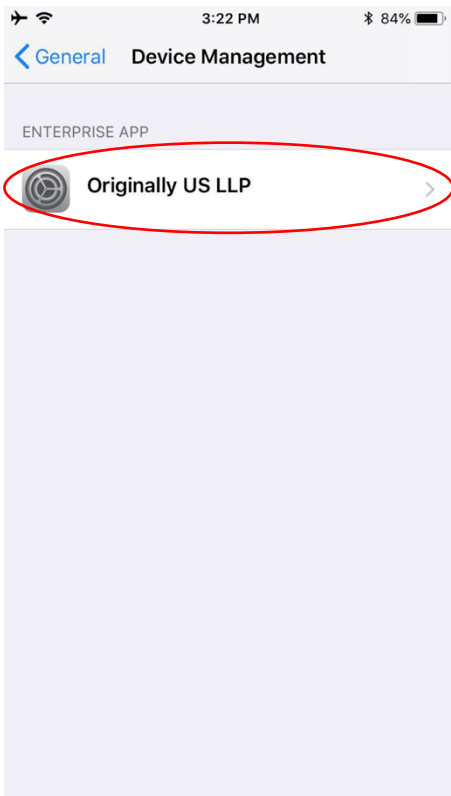 3:22 PM 84%
General Device Management
ENTERPRISE APP
Originally US LLP